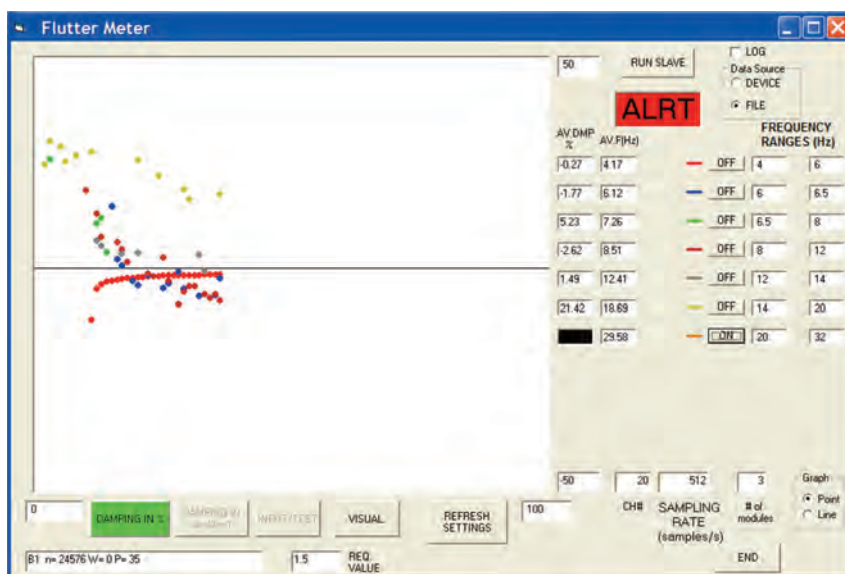 Flutter Meter
50
RUN SLAVE
LOG
Data Source
DEVICE
FILE
ALRT
AV.DMP % AV.F(Hz) FREQUENCY RANGES (Hz)
-0.27 4.17 OFF 4 6
-1.77 6.12 OFF 6 6.5
5.23 7.26 OFF 6.5 8
-2.62 8.51 OFF 8 12
1.49 12.41 OFF 12 14
21.42 18.69 OFF 14 20
29.58 ON 20 32
-50 20 512 3
CH# SAMPLING RATE (samples/s) # of modules
Graph
Point
Line
0
DAMPING IN %
DAMPING IN
VISUAL
REFRESH SETTINGS
100
B1 n= 24576 W= 0 P= 35
1.5
REQ. VALUE
END